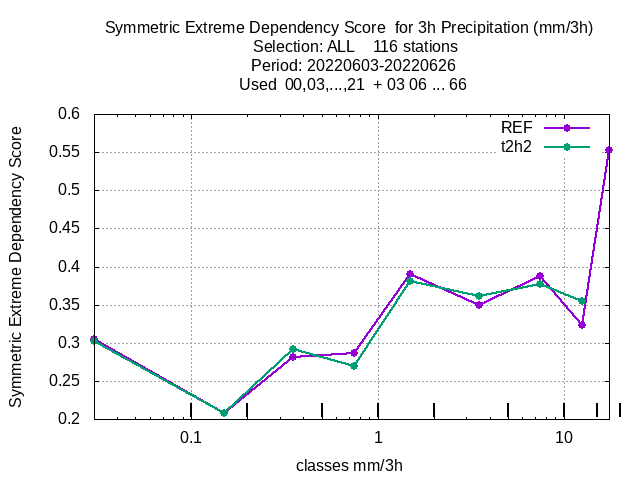 Symmetric Extreme Dependency Score  for 3h Precipitation (mm/3h)
Selection: ALL    116 stations
Period: 20220603-20220626
Used  00,03,...,21  + 03 06 ... 66
REF
t2h2
0.6
0.55
0.5
0.45
0.4
0.35
0.3
0.25
0.2
Symmetric Extreme Dependency Score
0.1
1
10
classes mm/3h